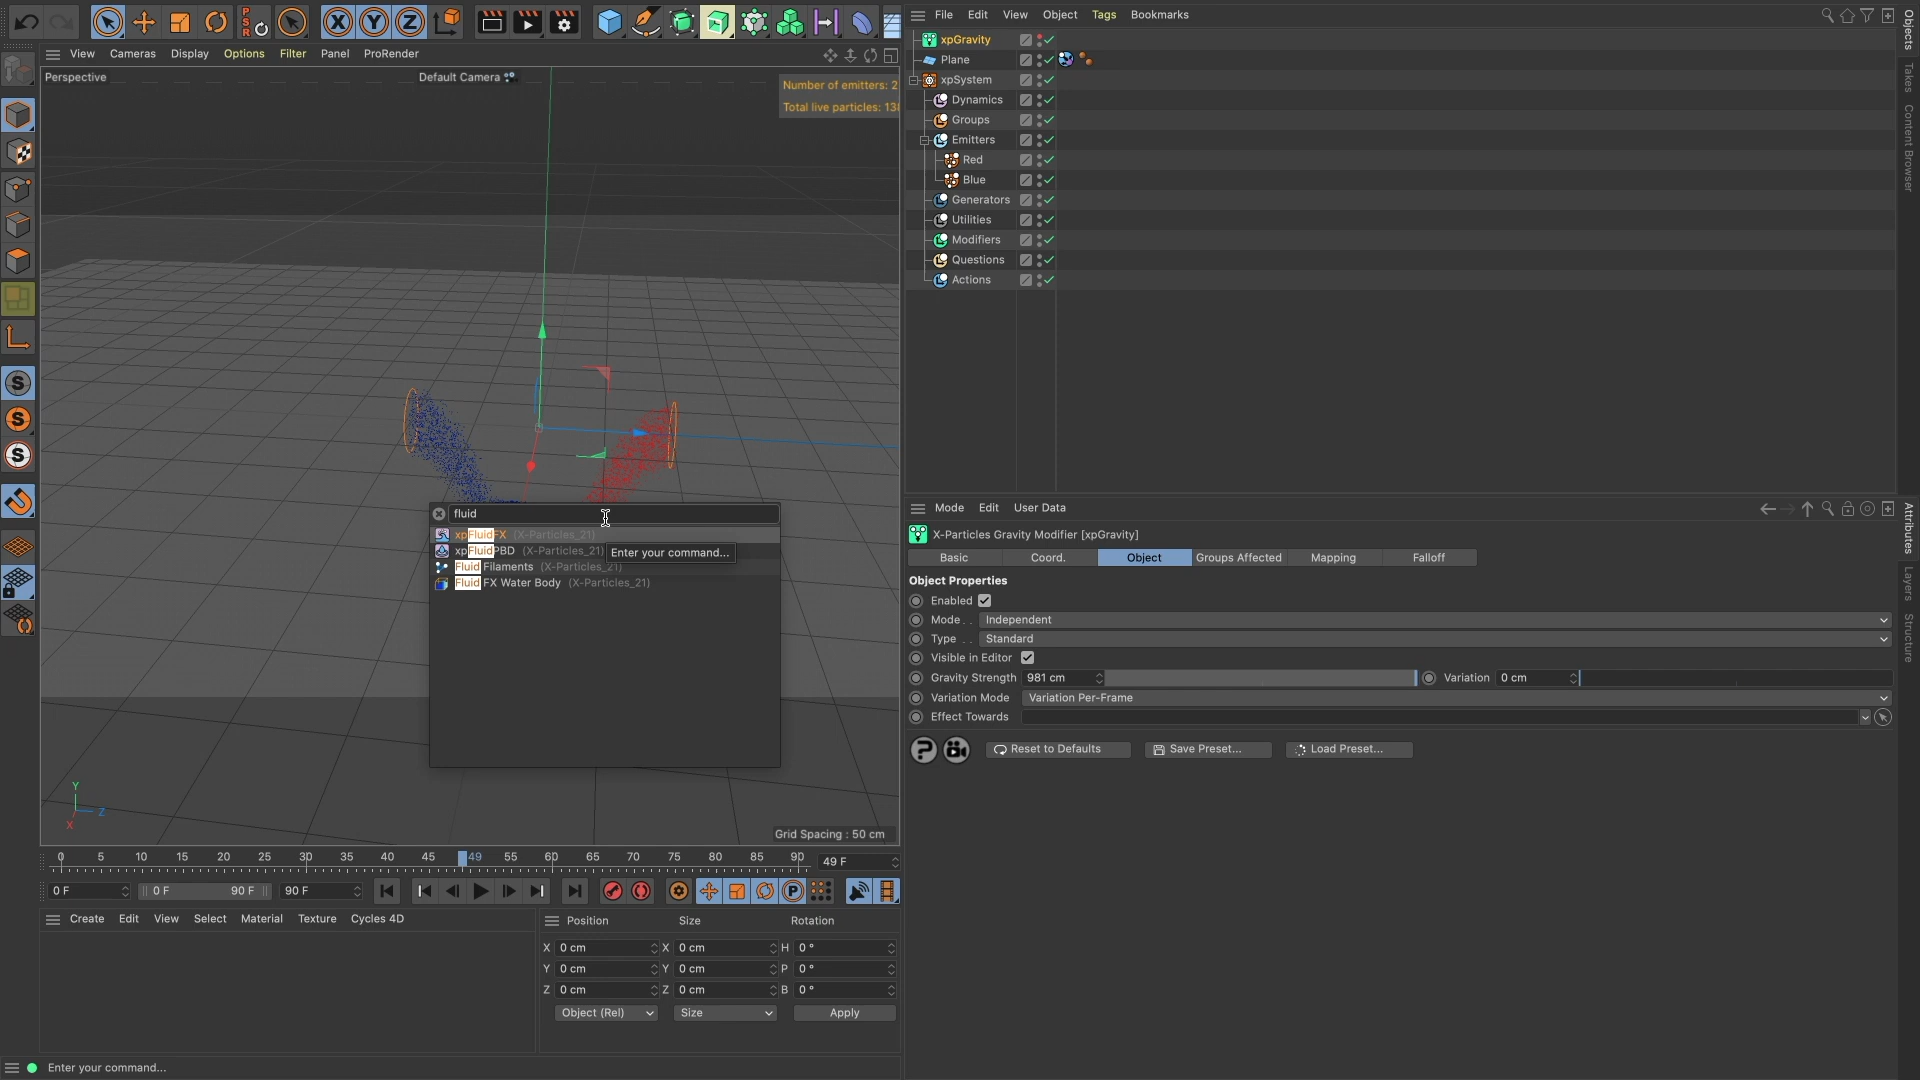 File Edit View Object Tags Bookmarks
View Cameras Display Options Filter Panel ProRender
Perspective
Default Camera
Number of emitters: 2
Total live particles: 138
PSR
X Y Z
xpGravity
Plane
xpSystem
Dynamics
Groups
Emitters
Red
Blue
Generators
Utilities
Modifiers
Questions
Actions
Objects
Takes
Content Browser
fluid
xpFluidFX (X-Particles_21)
xpFluidPBD (X-Particles_21)
Enter your command...
Fluid Filaments (X-Particles_21)
Fluid FX Water Body (X-Particles_21)
Y
Z
X
Grid Spacing : 50 cm
Mode Edit User Data
X-Particles Gravity Modifier [xpGravity]
Basic Coord. Object Groups Affected Mapping Falloff
Object Properties
Enabled
Mode . . Independent
Type . . Standard
Visible in Editor
Gravity Strength 981 cm Variation 0 cm
Variation Mode Variation Per-Frame
Effect Towards
Reset to Defaults Save Preset... Load Preset...
Attributes
Layers
Structure
0 5 10 15 20 25 30 35 40 45 49 55 60 65 70 75 80 85 90 49 F
0 F 0 F 90 F 90 F
P
Create Edit View Select Material Texture Cycles 4D
Position Size Rotation
X 0 cm X 0 cm H 0 °
Y 0 cm Y 0 cm P 0 °
Z 0 cm Z 0 cm B 0 °
Object (Rel) Size Apply
Enter your command...